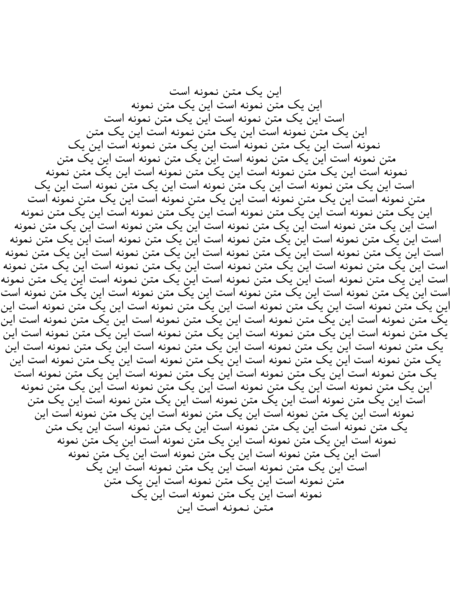 این یک متن نمونه است
این یک متن نمونه است این یک متن نمونه
است این یک متن نمونه است این یک متن نمونه است
این یک متن نمونه است این یک متن نمونه است این یک متن
نمونه است این یک متن نمونه است این یک متن نمونه است این یک
متن نمونه است این یک متن نمونه است این یک متن نمونه است این یک متن
نمونه است این یک متن نمونه است این یک متن نمونه است این یک متن نمونه
است این یک متن نمونه است این یک متن نمونه است این یک متن نمونه است این یک
متن نمونه است این یک متن نمونه است این یک متن نمونه است این یک متن نمونه است
این یک متن نمونه است این یک متن نمونه است این یک متن نمونه است این یک متن نمونه
است این یک متن نمونه است این یک متن نمونه است این یک متن نمونه است این یک متن نمونه
است این یک متن نمونه است این یک متن نمونه است این یک متن نمونه است این یک متن نمونه
است این یک متن نمونه است این یک متن نمونه است این یک متن نمونه است این یک متن نمونه
است این یک متن نمونه است این یک متن نمونه است این یک متن نمونه است این یک متن نمونه
است این یک متن نمونه است این یک متن نمونه است این یک متن نمونه است این یک متن نمونه
است این یک متن نمونه است این یک متن نمونه است این یک متن نمونه است این یک متن نمونه است
این یک متن نمونه است این یک متن نمونه است این یک متن نمونه است این یک متن نمونه است این
یک متن نمونه است این یک متن نمونه است این یک متن نمونه است این یک متن نمونه است این
یک متن نمونه است این یک متن نمونه است این یک متن نمونه است این یک متن نمونه است این
یک متن نمونه است این یک متن نمونه است این یک متن نمونه است این یک متن نمونه است این
یک متن نمونه است این یک متن نمونه است این یک متن نمونه است این یک متن نمونه است این
یک متن نمونه است این یک متن نمونه است این یک متن نمونه است این یک متن نمونه است
این یک متن نمونه است این یک متن نمونه است این یک متن نمونه است این یک متن نمونه
است این یک متن نمونه است این یک متن نمونه است این یک متن نمونه است این یک متن
نمونه است این یک متن نمونه است این یک متن نمونه است این یک متن نمونه است این
یک متن نمونه است این یک متن نمونه است این یک متن نمونه است این یک متن
نمونه است این یک متن نمونه است این یک متن نمونه است این یک متن نمونه
است این یک متن نمونه است این یک متن نمونه است این یک متن نمونه
است این یک متن نمونه است این یک متن نمونه است این یک
متن نمونه است این یک متن نمونه است این یک متن
نمونه است این یک متن نمونه است این یک
متن نمونه است این